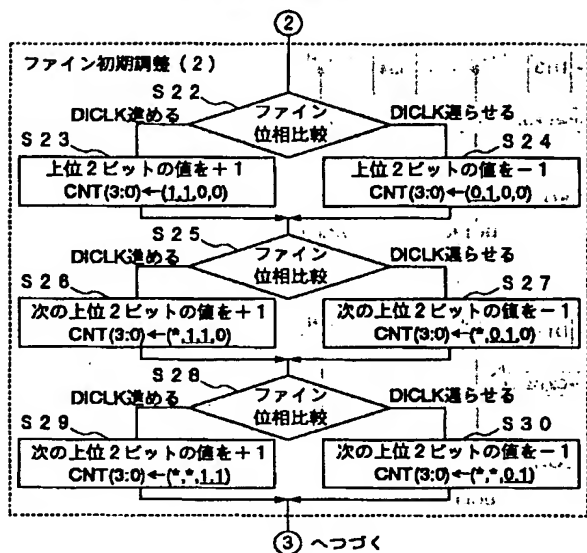 ②
ファイン初期調整(2)
S22
DICLK進める
ファイン
位相比較
DICLK遅らせる
S23
S24
上位2ビットの値を+1
CNT(3:0)←(1,1,0,0)
上位2ビットの値を−1
CNT(3:0)←(0,1,0,0)
S25
DICLK進める
ファイン
位相比較
DICLK遅らせる
S26
S27
次の上位2ビットの値を+1
CNT(3:0)←(*,1,1,0)
次の上位2ビットの値を−1
CNT(3:0)←(*,0,1,0)
S28
DICLK進める
ファイン
位相比較
DICLK遅らせる
S29
S30
次の上位2ビットの値を+1
CNT(3:0)←(*,*,1,1)
次の上位2ビットの値を−1
CNT(3:0)←(*,*,0,1)
③ へつづく